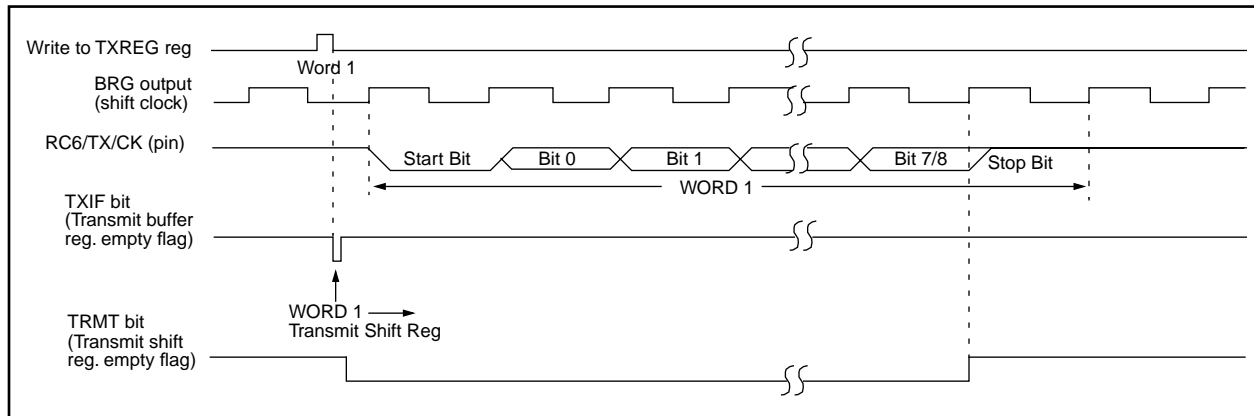 Write to TXREG reg
Word 1
BRG output
(shift clock)
RC6/TX/CK (pin)
Start Bit
Bit 0
Bit 1
Bit 7/8
Stop Bit
WORD 1
TXIF bit
(Transmit buffer
reg. empty flag)
WORD 1
Transmit Shift Reg
TRMT bit
(Transmit shift
reg. empty flag)